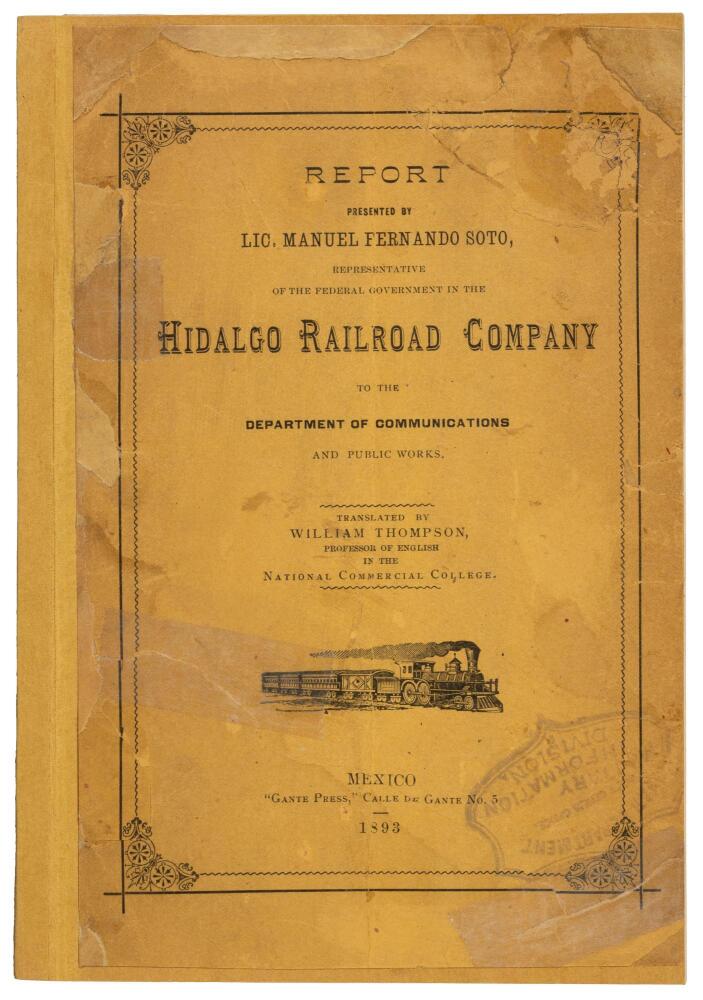 REPORT
PRESENTED BY
LIC. MANUEL FERNANDO SOTO,
REPRESENTATIVE
OF THE FEDERAL GOVERNMENT IN THE
HIDALGO RAILROAD COMPANY
TO THE
DEPARTMENT OF COMMUNICATIONS
AND PUBLIC WORKS.
TRANSLATED BY
WILLIAM THOMPSON,
PROFESSOR OF ENGLISH
IN THE
NATIONAL COMMERCIAL COLLEGE.
MEXICO
"GANTE PRESS," CALLE DE GANTE No. 5
1893
INFORMATION
DIVISION